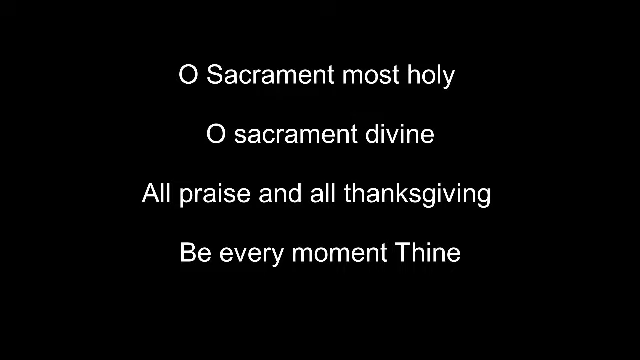 O Sacrament most holy
O sacrament divine
All praise and all thanksgiving
Be every moment Thine